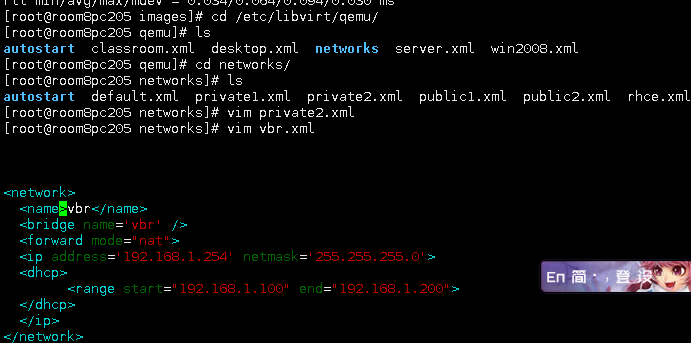 rtt min/avg/max/mdev = 0.034/0.064/0.094/0.030 ms
[root@room8pc205 images]# cd /etc/libvirt/qemu/
[root@room8pc205 qemu]# ls
autostart  classroom.xml  desktop.xml  networks  server.xml  win2008.xml
[root@room8pc205 qemu]# cd networks/
[root@room8pc205 networks]# ls
autostart  default.xml  private1.xml  private2.xml  public1.xml  public2.xml  rhce.xml
[root@room8pc205 networks]# vim private2.xml
[root@room8pc205 networks]# vim vbr.xml
<network>
  <name>vbr</name>
  <bridge name='vbr' />
  <forward mode="nat">
  <ip address='192.168.1.254' netmask='255.255.255.0'>
  <dhcp>
        <range start="192.168.1.100" end="192.168.1.200">
  </dhcp>
  </ip>
</network>
En 简 · , 登 设